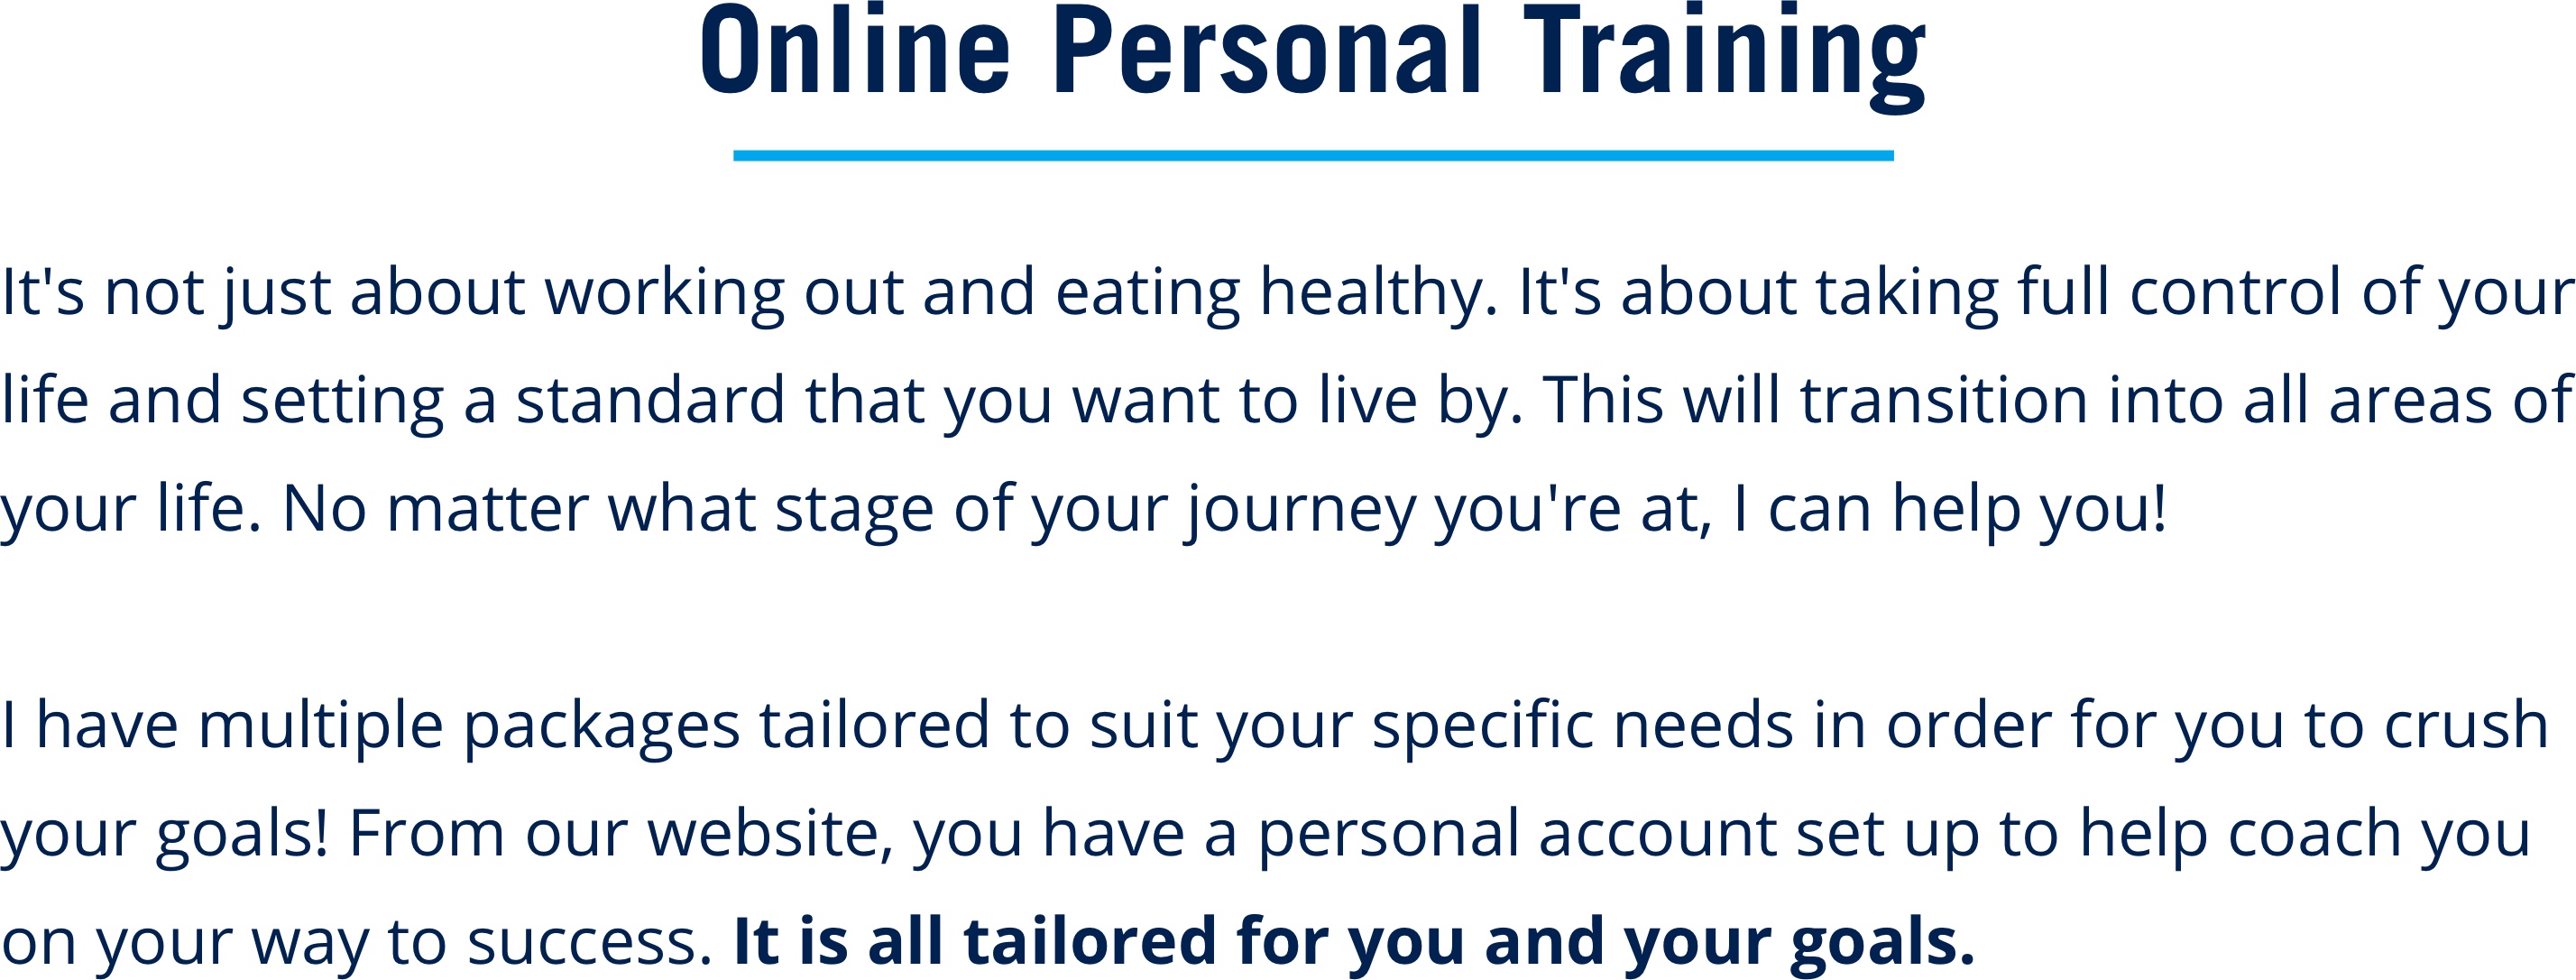 Online Personal Training
It's not just about working out and eating healthy. It's about taking full control of your
life and setting a standard that you want to live by. This will transition into all areas of
your life. No matter what stage of your journey you're at, I can help you!
I have multiple packages tailored to suit your specific needs in order for you to crush
your goals! From our website, you have a personal account set up to help coach you
on your way to success. It is all tailored for you and your goals.